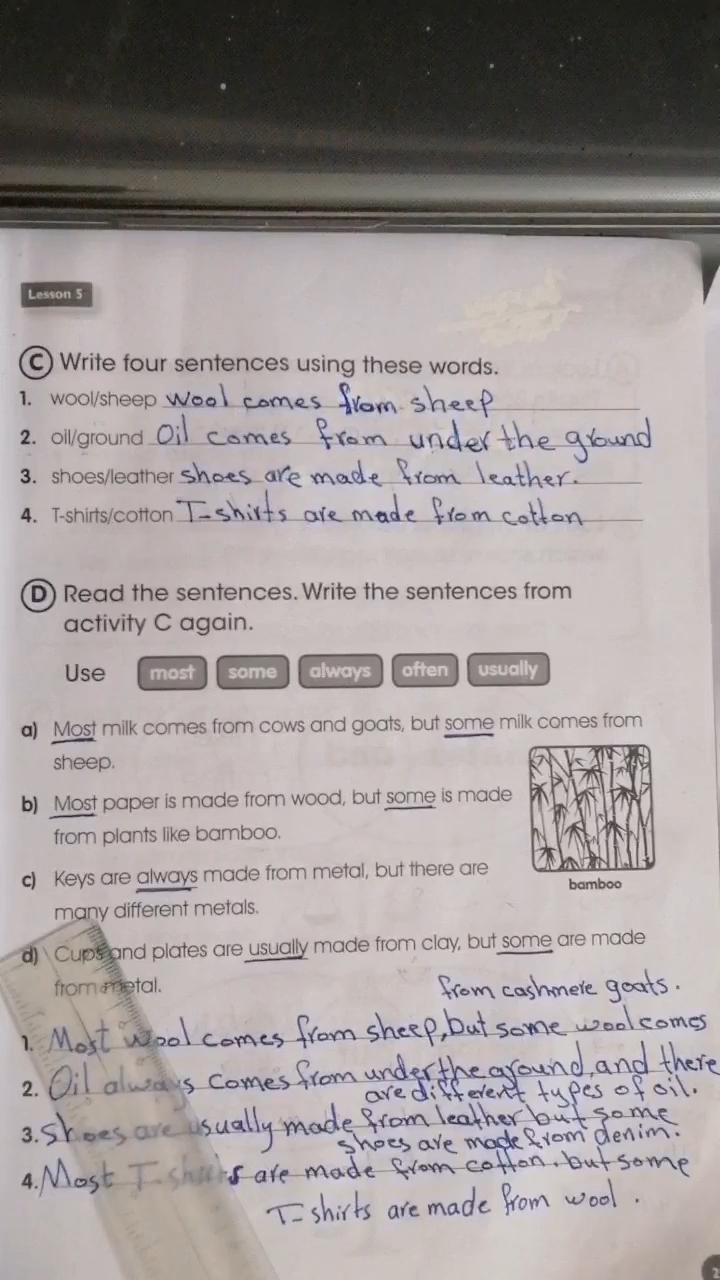 Lesson 5
C Write four sentences using these words.
1. wool/sheep Wool comes from sheep
2. oil/ground Oil comes from under the ground
3. shoes/leather shoes are made from leather.
4. T-shirts/cotton T-shirts are made from cotton
D Read the sentences. Write the sentences from
activity C again.
Use most some always often usually
a) Most milk comes from cows and goats, but some milk comes from
sheep.
b) Most paper is made from wood, but some is made
from plants like bamboo.
bamboo
c) Keys are always made from metal, but there are
many different metals.
d) Cups and plates are usually made from clay, but some are made
from metal.
from cashmere goats.
1. Most wool comes from sheep, but some wool comes
2. Oil always comes from under the ground, and there
are different types of oil.
3. Shoes are usually made from leather but some
shoes are made from denim.
4. Most T-shirts are made from cotton. but some
T-shirts are made from wool.
2